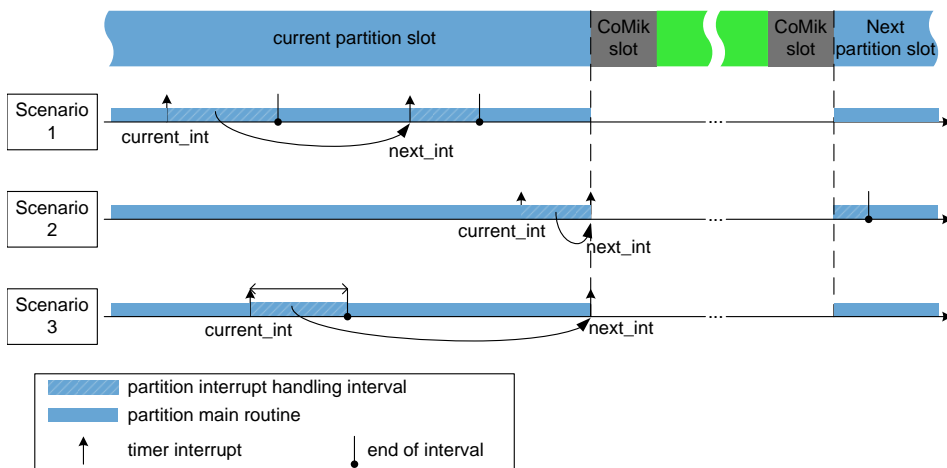 current partition slot
CoMik
slot
CoMik
slot
Next
partition slot
Scenario
1
current_int
next_int
...
Scenario
2
current_int
next_int
...
Scenario
3
current_int
next_int
...
partition interrupt handling interval
partition main routine
timer interrupt
end of interval